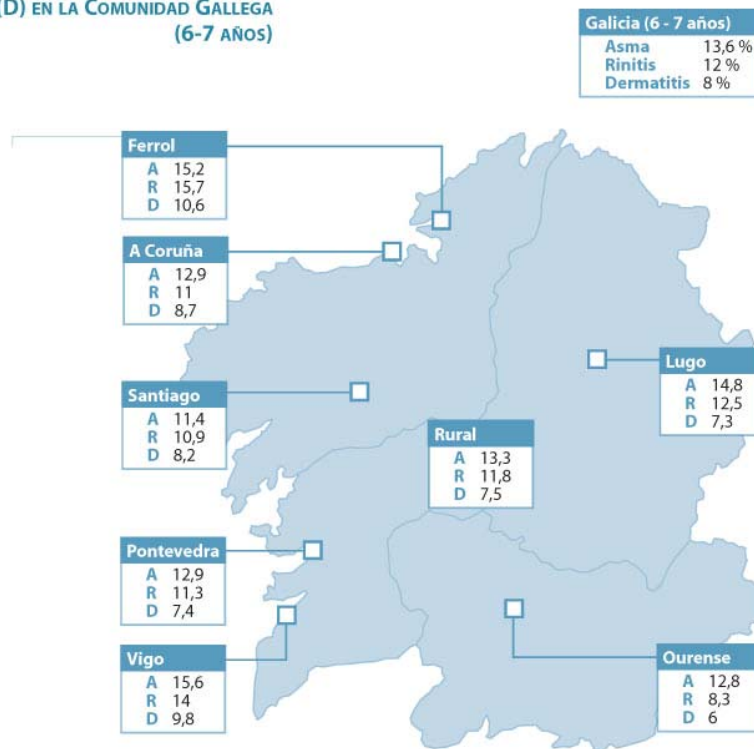 (D) EN LA COMUNIDAD GALLEGA
(6-7 AÑOS)
Galicia (6 - 7 años)
Asma 13,6 %
Rinitis 12 %
Dermatitis 8 %
Ferrol
A 15,2
R 15,7
D 10,6
A Coruña
A 12,9
R 11
D 8,7
Lugo
A 14,8
R 12,5
D 7,3
Santiago
A 11,4
R 10,9
D 8,2
Rural
A 13,3
R 11,8
D 7,5
Pontevedra
A 12,9
R 11,3
D 7,4
Vigo
A 15,6
R 14
D 9,8
Ourense
A 12,8
R 8,3
D 6